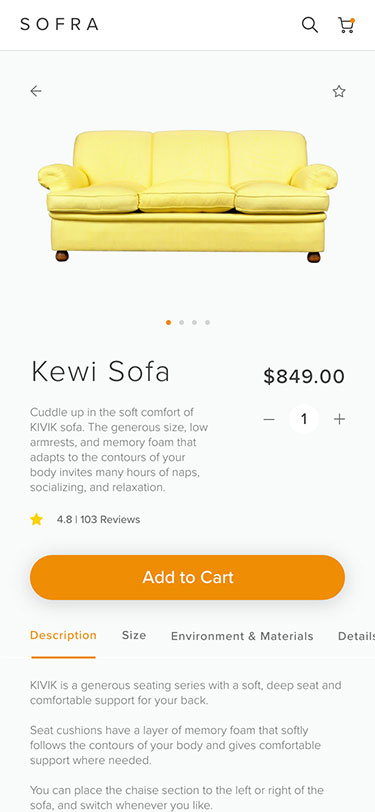 SOFRA
Kewi Sofa
$849.00
Cuddle up in the soft comfort of
KIVIK sofa. The generous size, low
armrests, and memory foam that
adapts to the contours of your
body invites many hours of naps,
socializing, and relaxation.
1
4.8 | 103 Reviews
Add to Cart
Description Size Environment & Materials Details
KIVIK is a generous seating series with a soft, deep seat and
comfortable support for your back.
Seat cushions have a layer of memory foam that softly
follows the contours of your body and gives comfortable
support where needed.
You can place the chaise section to the left or right of the
sofa, and switch whenever you like.